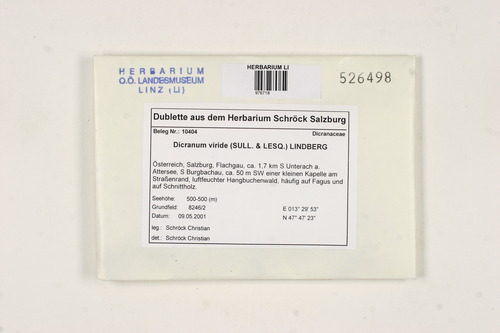 HERBARIUM
O.Ö. LANDESMUSEUM
LINZ (LI)
HERBARIUM LI
526498
Dublette aus dem Herbarium Schröck Salzburg
Beleg Nr.: 10404
Dicranaceae
Dicranum viride (SULL. & LESQ.) LINDBERG
Österreich, Salzburg, Flachgau, ca. 1,7 km S Unterach a.
Attersee, S Burgbachau, ca. 50 m SW einer kleinen Kapelle am
Straßenrand, luftfeuchter Hangbuchenwald, häufig auf Fagus und
auf Schnittholz.
Seehöhe: 500-500 (m)
Grundfeld: 8246/2
E 013° 29' 53"
Datum: 09.05.2001
N 47° 47' 23"
leg.: Schröck Christian
det.: Schröck Christian